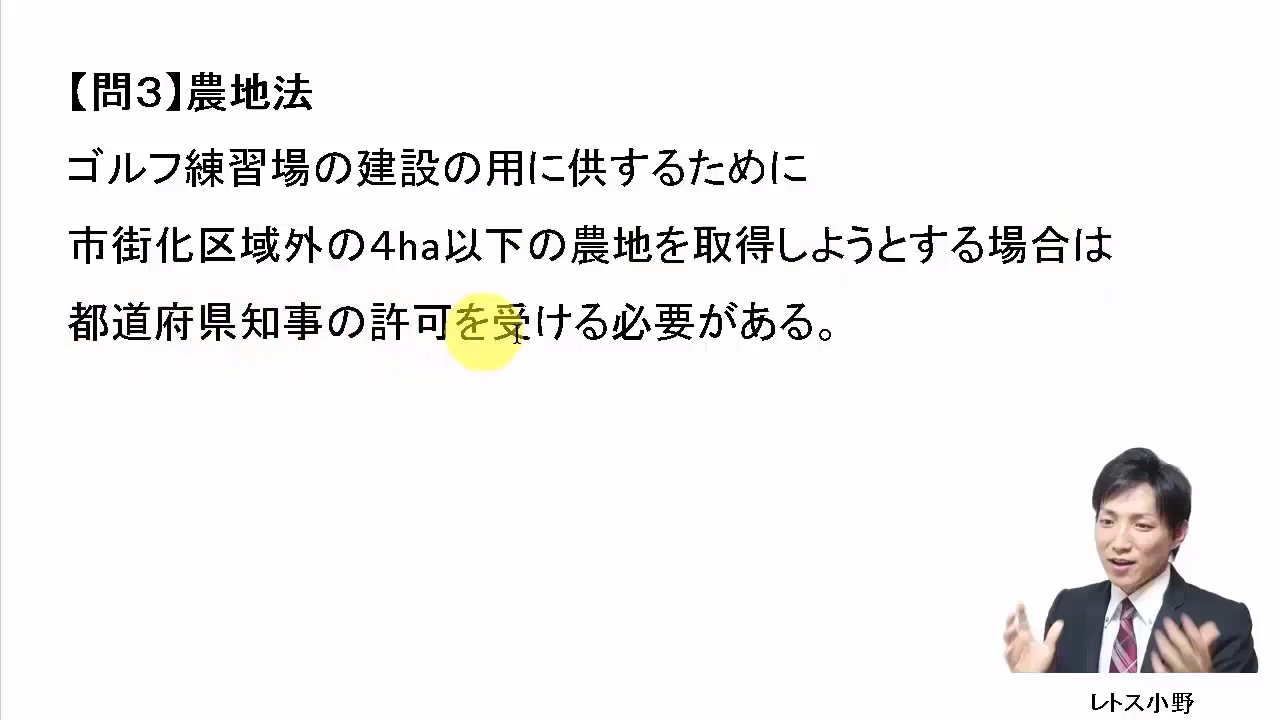 【問３】農地法
ゴルフ練習場の建設の用に供するために
市街化区域外の４ha以下の農地を取得しようとする場合は
都道府県知事の許可を受ける必要がある。
レトス小野